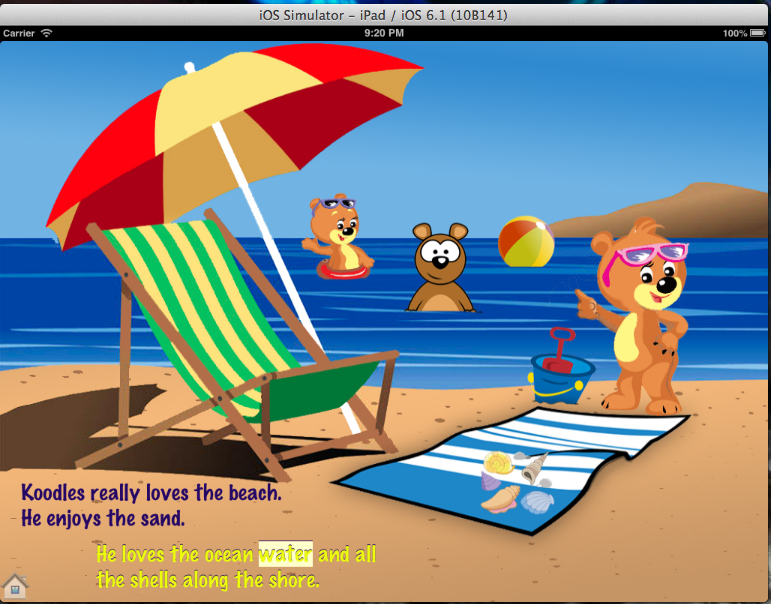 iOS Simulator – iPad / iOS 6.1 (10B141)
Carrier 9:20 PM 100%
Koodles really loves the beach.
He enjoys the sand.
He loves the ocean water and all
the shells along the shore.